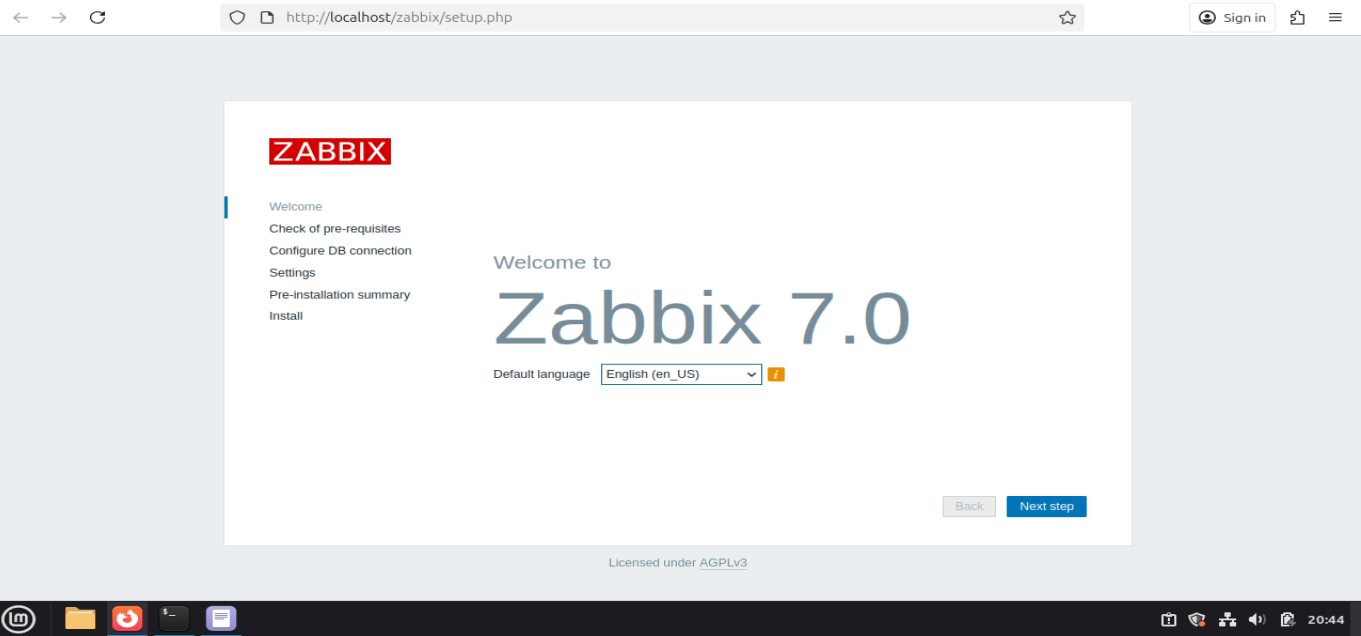 http://localhost/zabbix/setup.php
Sign in
ZABBIX
Welcome
Check of pre-requisites
Configure DB connection
Settings
Pre-installation summary
Install
Welcome to
Zabbix 7.0
Default language English (en_US) i
Back Next step
Licensed under AGPLv3
$_
20:44